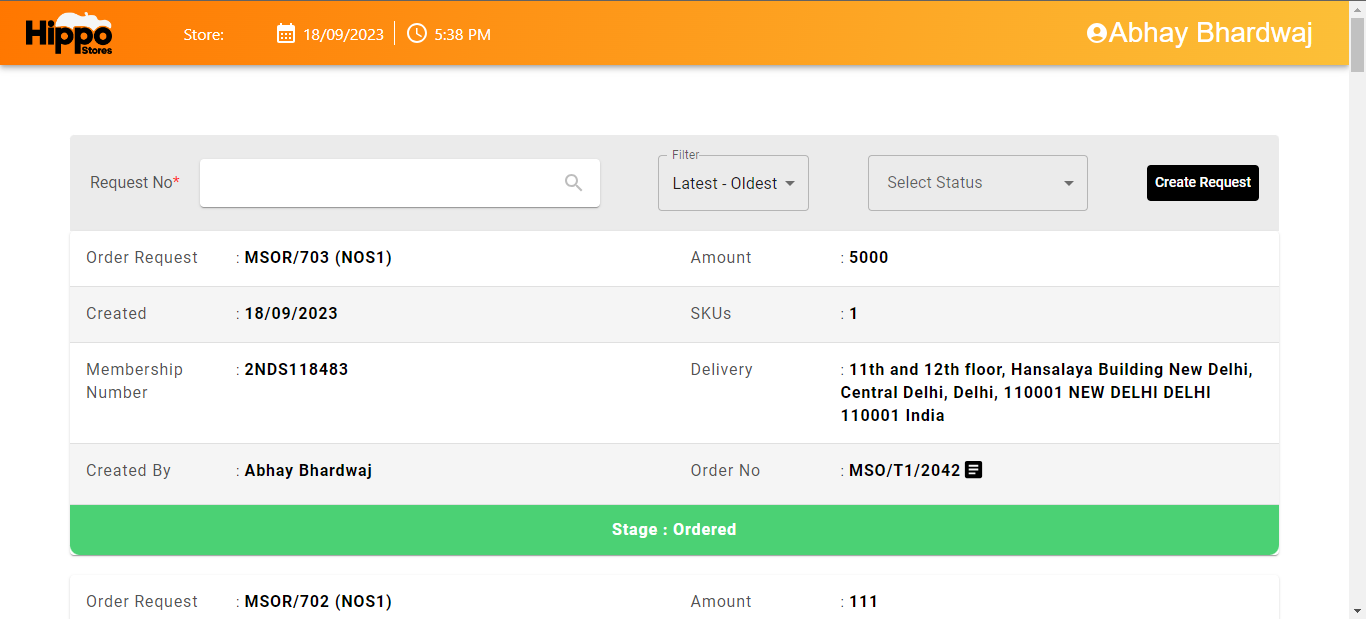 Hippo
Stores
Store:
18/09/2023
5:38 PM
Abhay Bhardwaj
Request No*
Filter
Latest - Oldest
Select Status
Create Request
Order Request : MSOR/703 (NOS1) Amount : 5000
Created : 18/09/2023 SKUs : 1
Membership Number : 2NDS118483 Delivery : 11th and 12th floor, Hansalaya Building New Delhi,
Central Delhi, Delhi, 110001 NEW DELHI DELHI
110001 India
Created By : Abhay Bhardwaj Order No : MSO/T1/2042
Stage : Ordered
Order Request : MSOR/702 (NOS1) Amount : 111